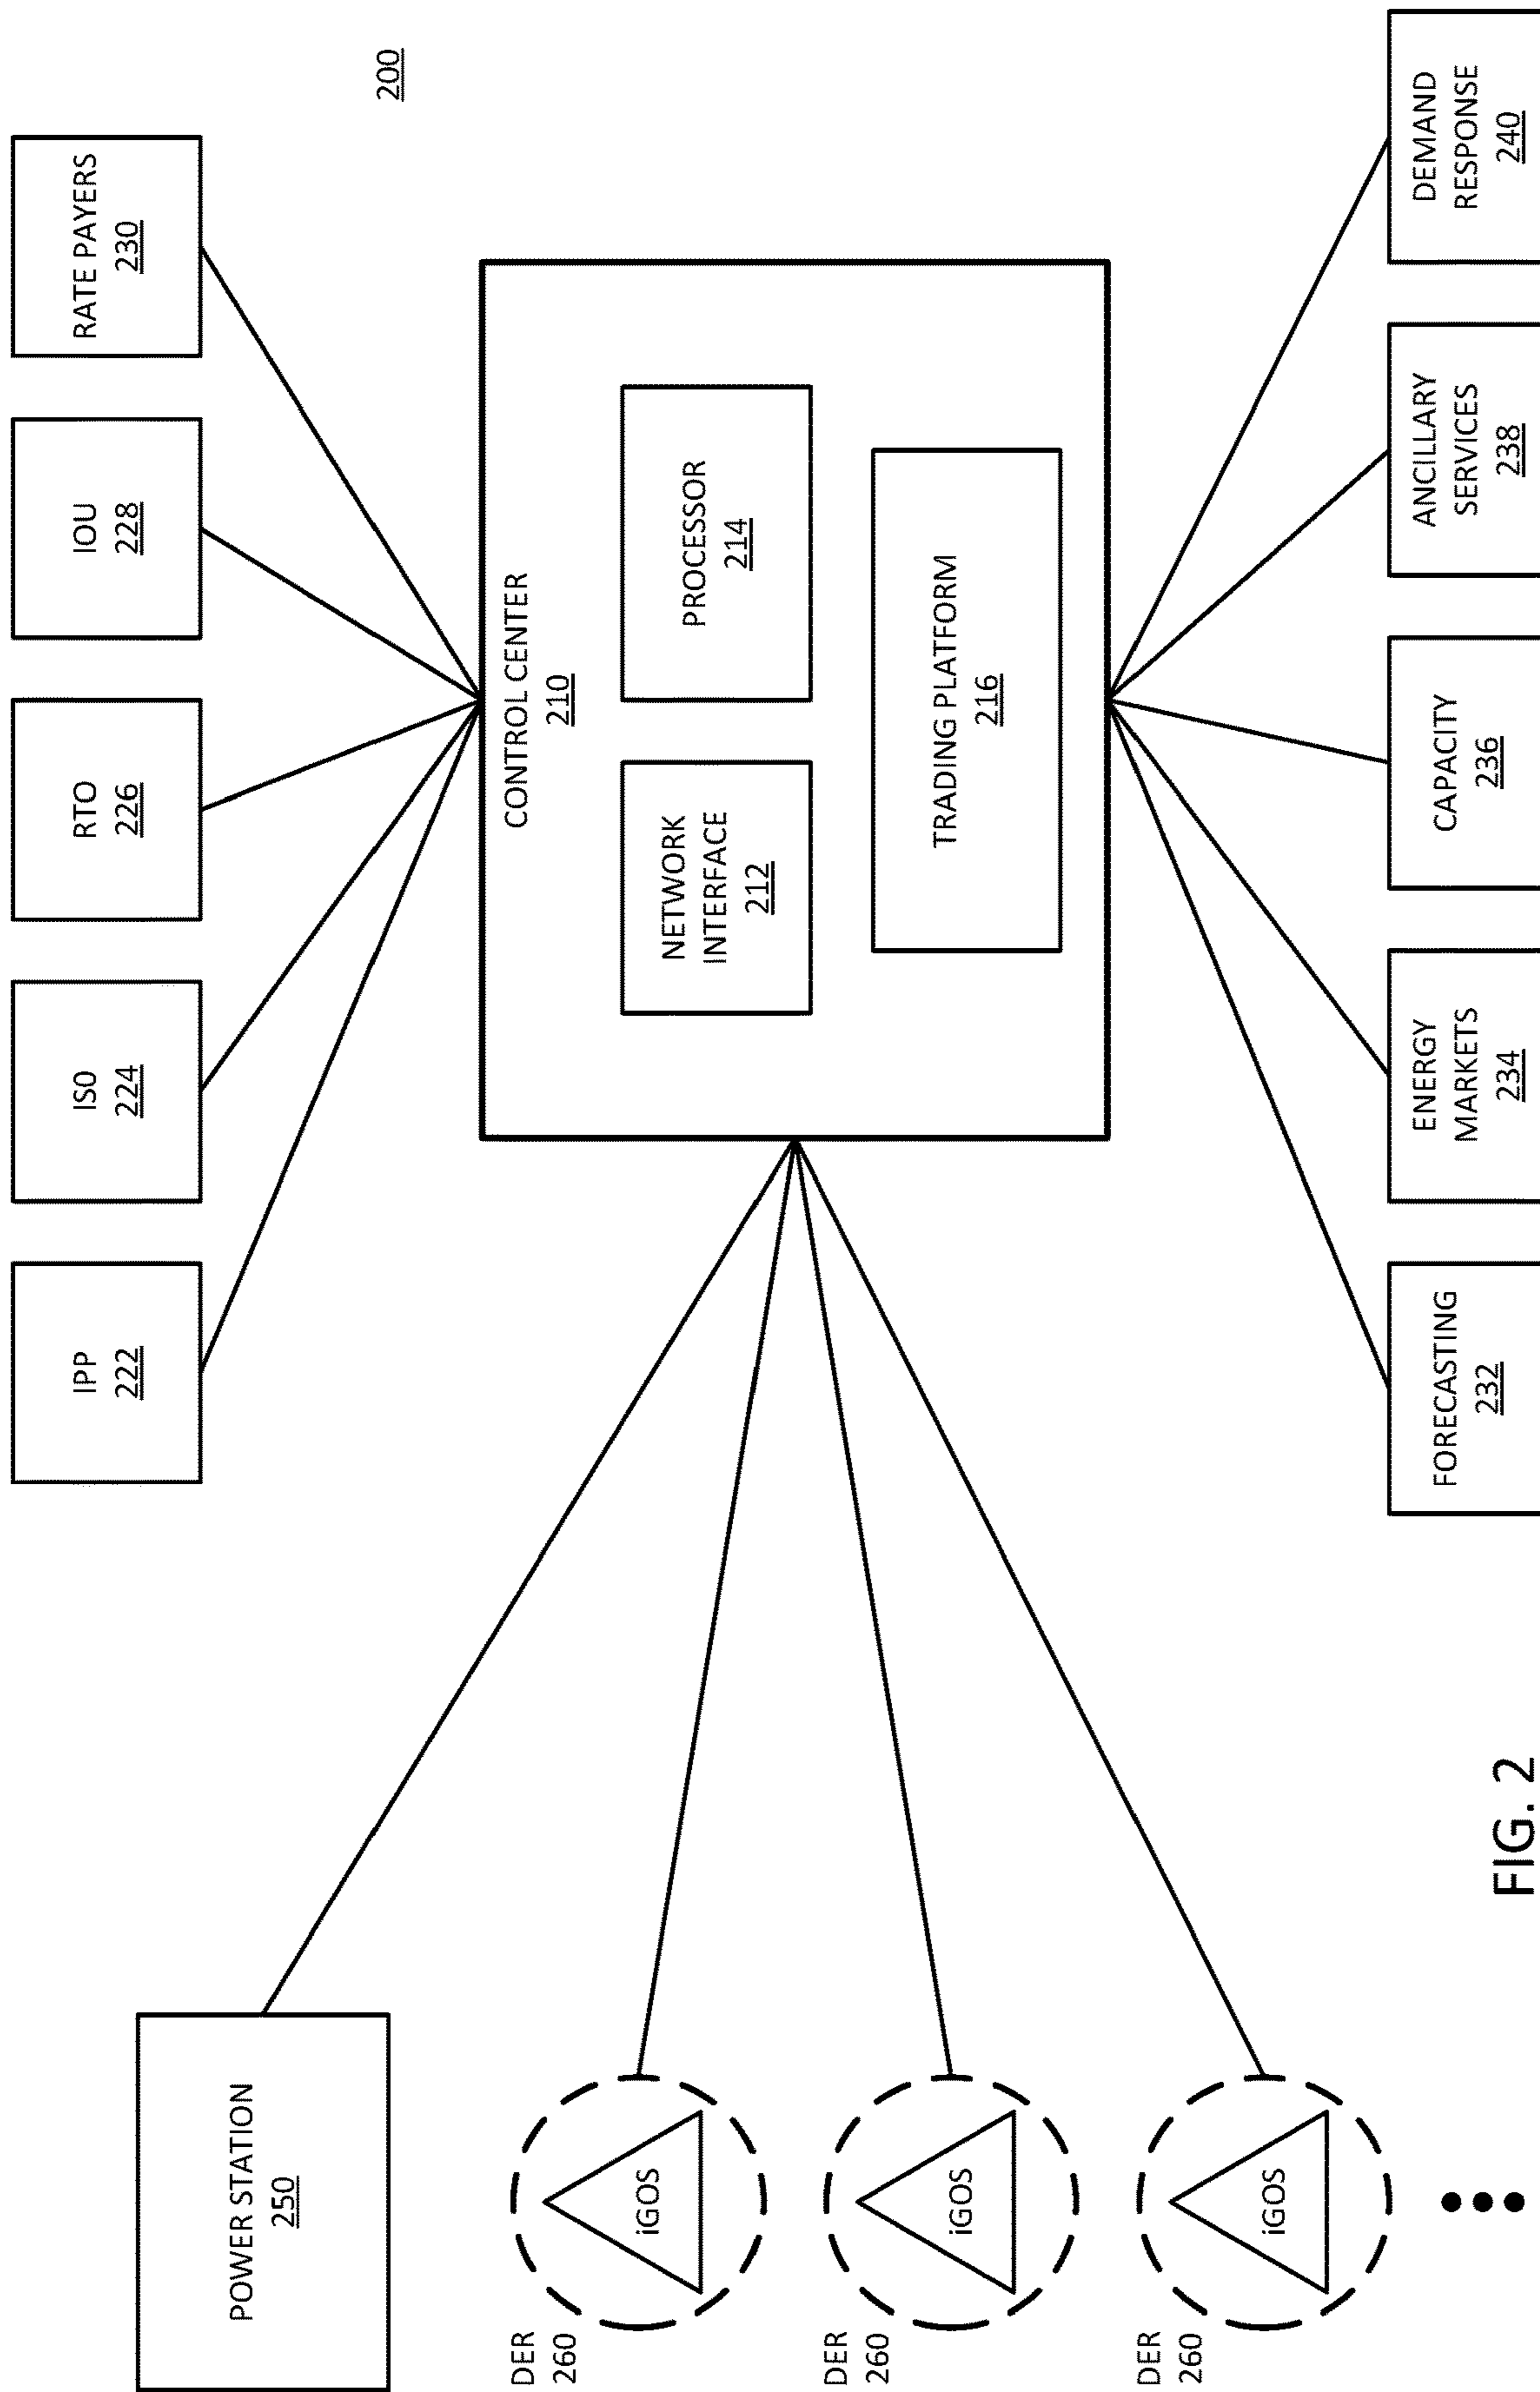 IPP
222
IS0
224
RTO
226
IOU
228
RATE PAYERS
230
200
POWER STATION
250
CONTROL CENTER
210
NETWORK
INTERFACE
212
PROCESSOR
214
TRADING PLATFORM
216
DER
260
iGOS
DER
260
iGOS
DER
260
iGOS
FORECASTING
232
ENERGY
MARKETS
234
CAPACITY
236
ANCILLARY
SERVICES
238
DEMAND
RESPONSE
240
FIG. 2